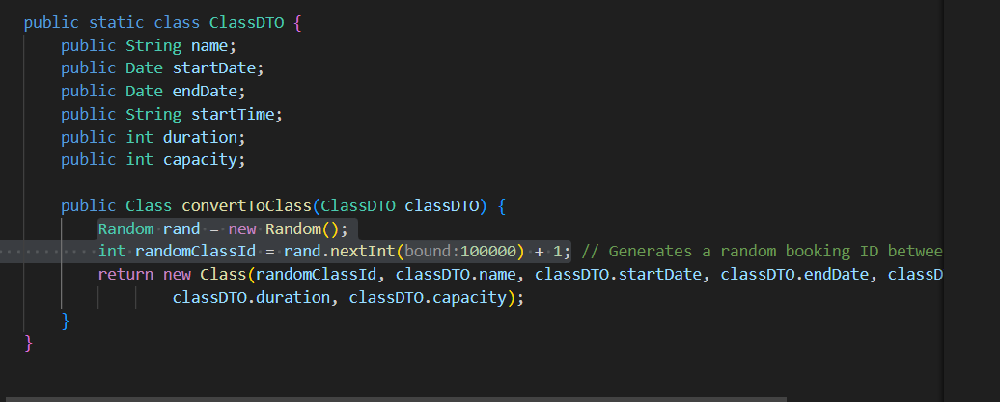 public static class ClassDTO {
public String name;
public Date startDate;
public Date endDate;
public String startTime;
public int duration;
public int capacity;
public Class convertToClass(ClassDTO classDTO) {
Random rand = new Random();
int randomClassId = rand.nextInt(bound:100000) + 1; // Generates a random booking ID betwee
return new Class(randomClassId, classDTO.name, classDTO.startDate, classDTO.endDate, classD
classDTO.duration, classDTO.capacity);
}
}